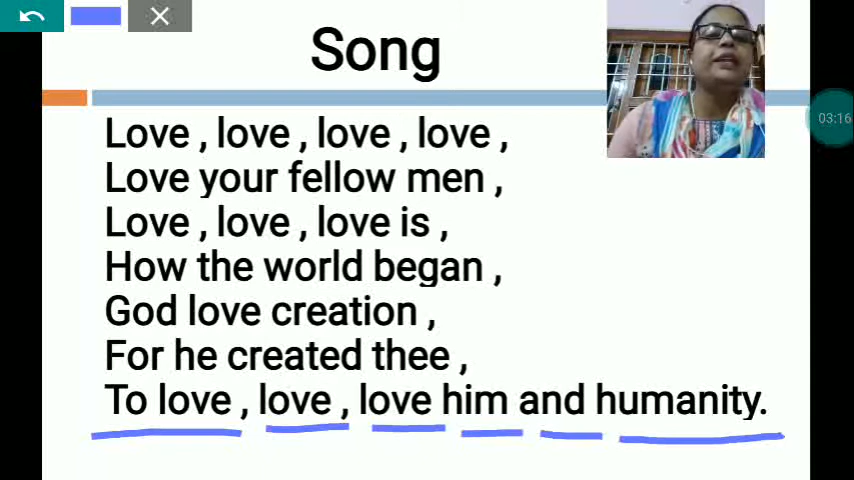 Song
Love , love , love , love ,
Love your fellow men ,
Love , love , love is ,
How the world began ,
God love creation ,
For he created thee ,
To love , love , love him and humanity.
03:16